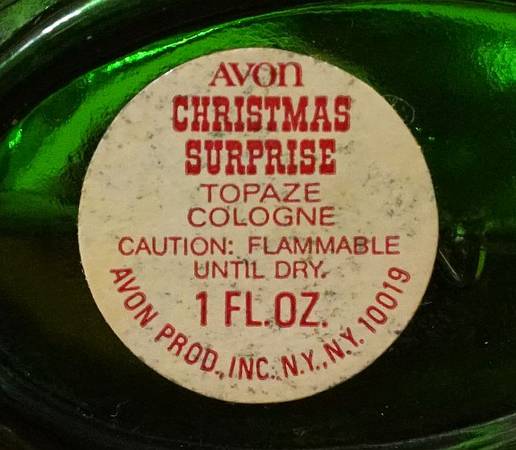 AVON
CHRISTMAS
SURPRISE
TOPAZE
COLOGNE
CAUTION: FLAMMABLE
UNTIL DRY.
1 FL.OZ.
AVON PROD., INC. N.Y., N.Y. 10019